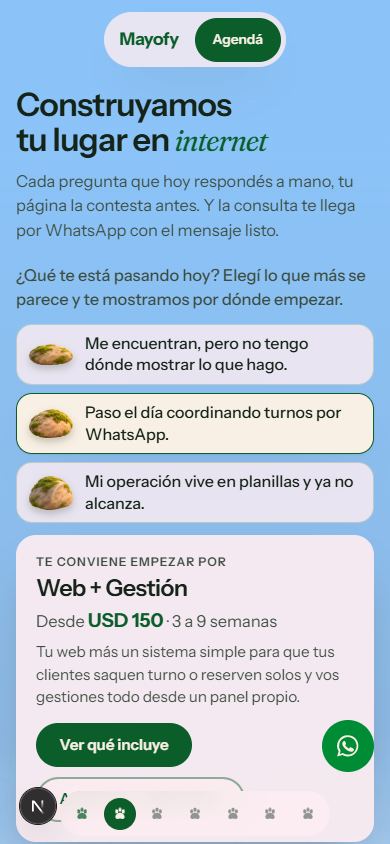 Mayofy
Agendá
Construyamos
tu lugar en internet
Cada pregunta que hoy respondés a mano, tu
página la contesta antes. Y la consulta te llega
por WhatsApp con el mensaje listo.
¿Qué te está pasando hoy? Elegí lo que más se
parece y te mostramos por dónde empezar.
Me encuentran, pero no tengo
dónde mostrar lo que hago.
Paso el día coordinando turnos por
WhatsApp.
Mi operación vive en planillas y ya no
alcanza.
TE CONVIENE EMPEZAR POR
Web + Gestión
Desde USD 150 · 3 a 9 semanas
Tu web más un sistema simple para que tus
clientes saquen turno o reserven solos y vos
gestiones todo desde un panel propio.
Ver qué incluye
N